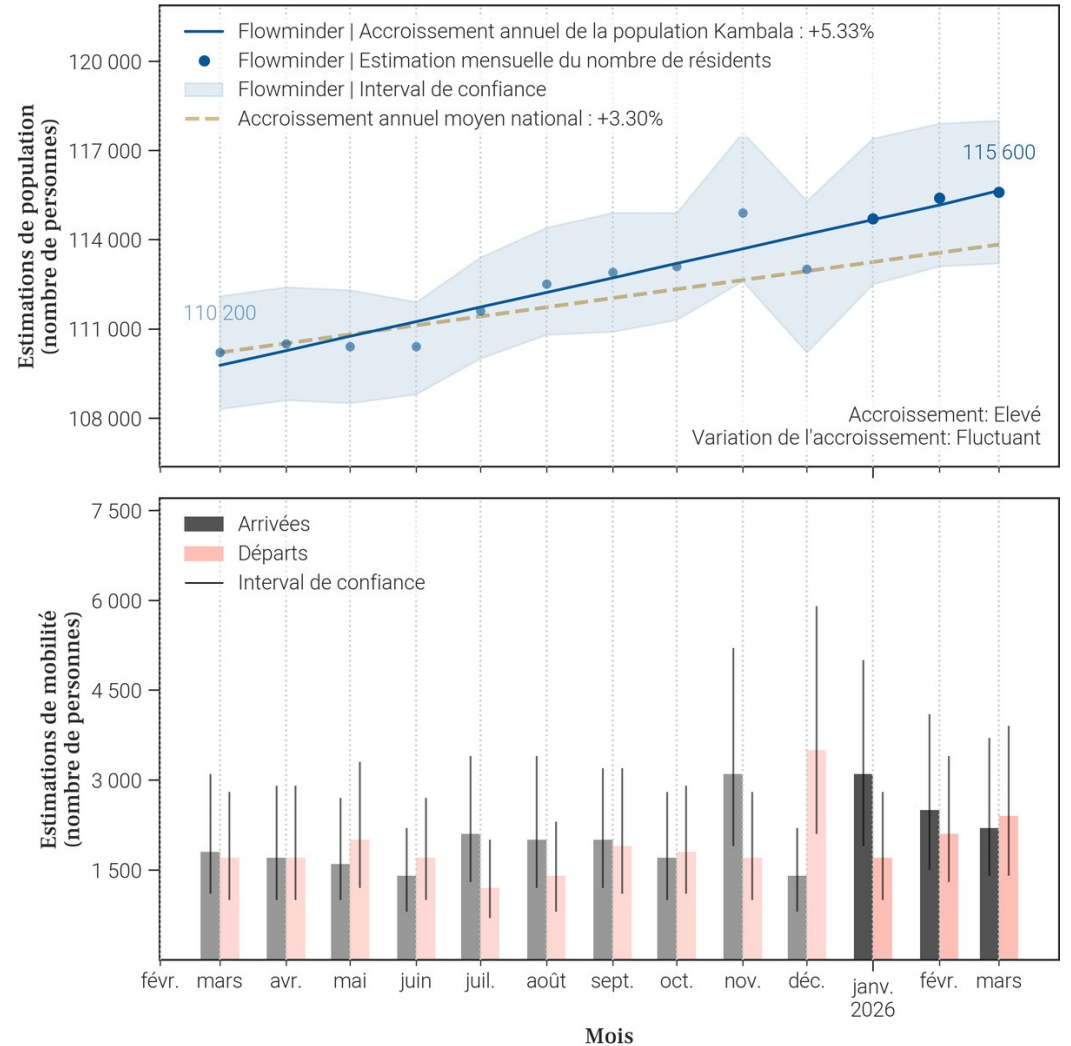 Flowminder | Accroissement annuel de la population Kambala : +5.33%
Flowminder | Estimation mensuelle du nombre de résidents
Flowminder | Interval de confiance
Accroissement annuel moyen national : +3.30%
Estimations de population
(nombre de personnes)
120 000
117 000
114 000
111 000
108 000
110 200
115 600
Accroissement: Elevé
Variation de l'accroissement: Fluctuant
Arrivées
Départs
Interval de confiance
Estimations de mobilité
(nombre de personnes)
7 500
6 000
4 500
3 000
1 500
févr. mars avr. mai juin juil. août sept. oct. nov. déc. janv. févr. mars
2026
Mois